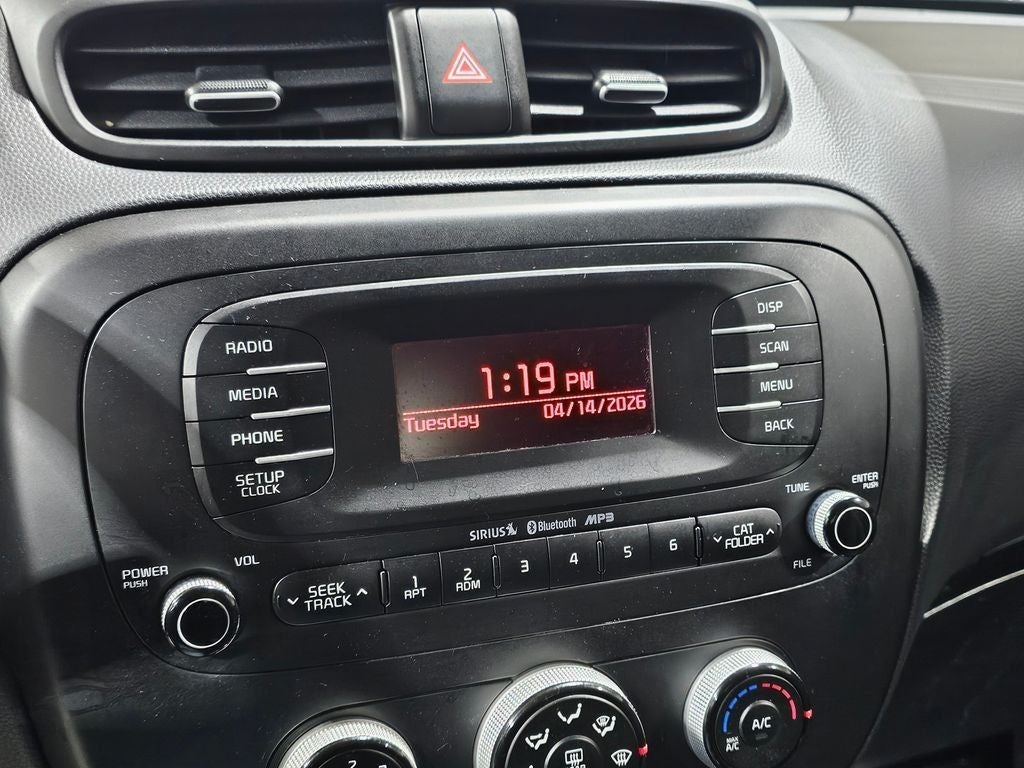 1:19 PM
Tuesday 04/14/2026
RADIO
MEDIA
PHONE
SETUP
CLOCK
DISP
SCAN
MENU
BACK
SIRIUS Bluetooth MP3
POWER
PUSH
VOL
SEEK
TRACK
1
RPT
2
RDM
3
4
5
6
CAT
FOLDER
TUNE
FILE
ENTER
PUSH
A/C
MAX
A/C